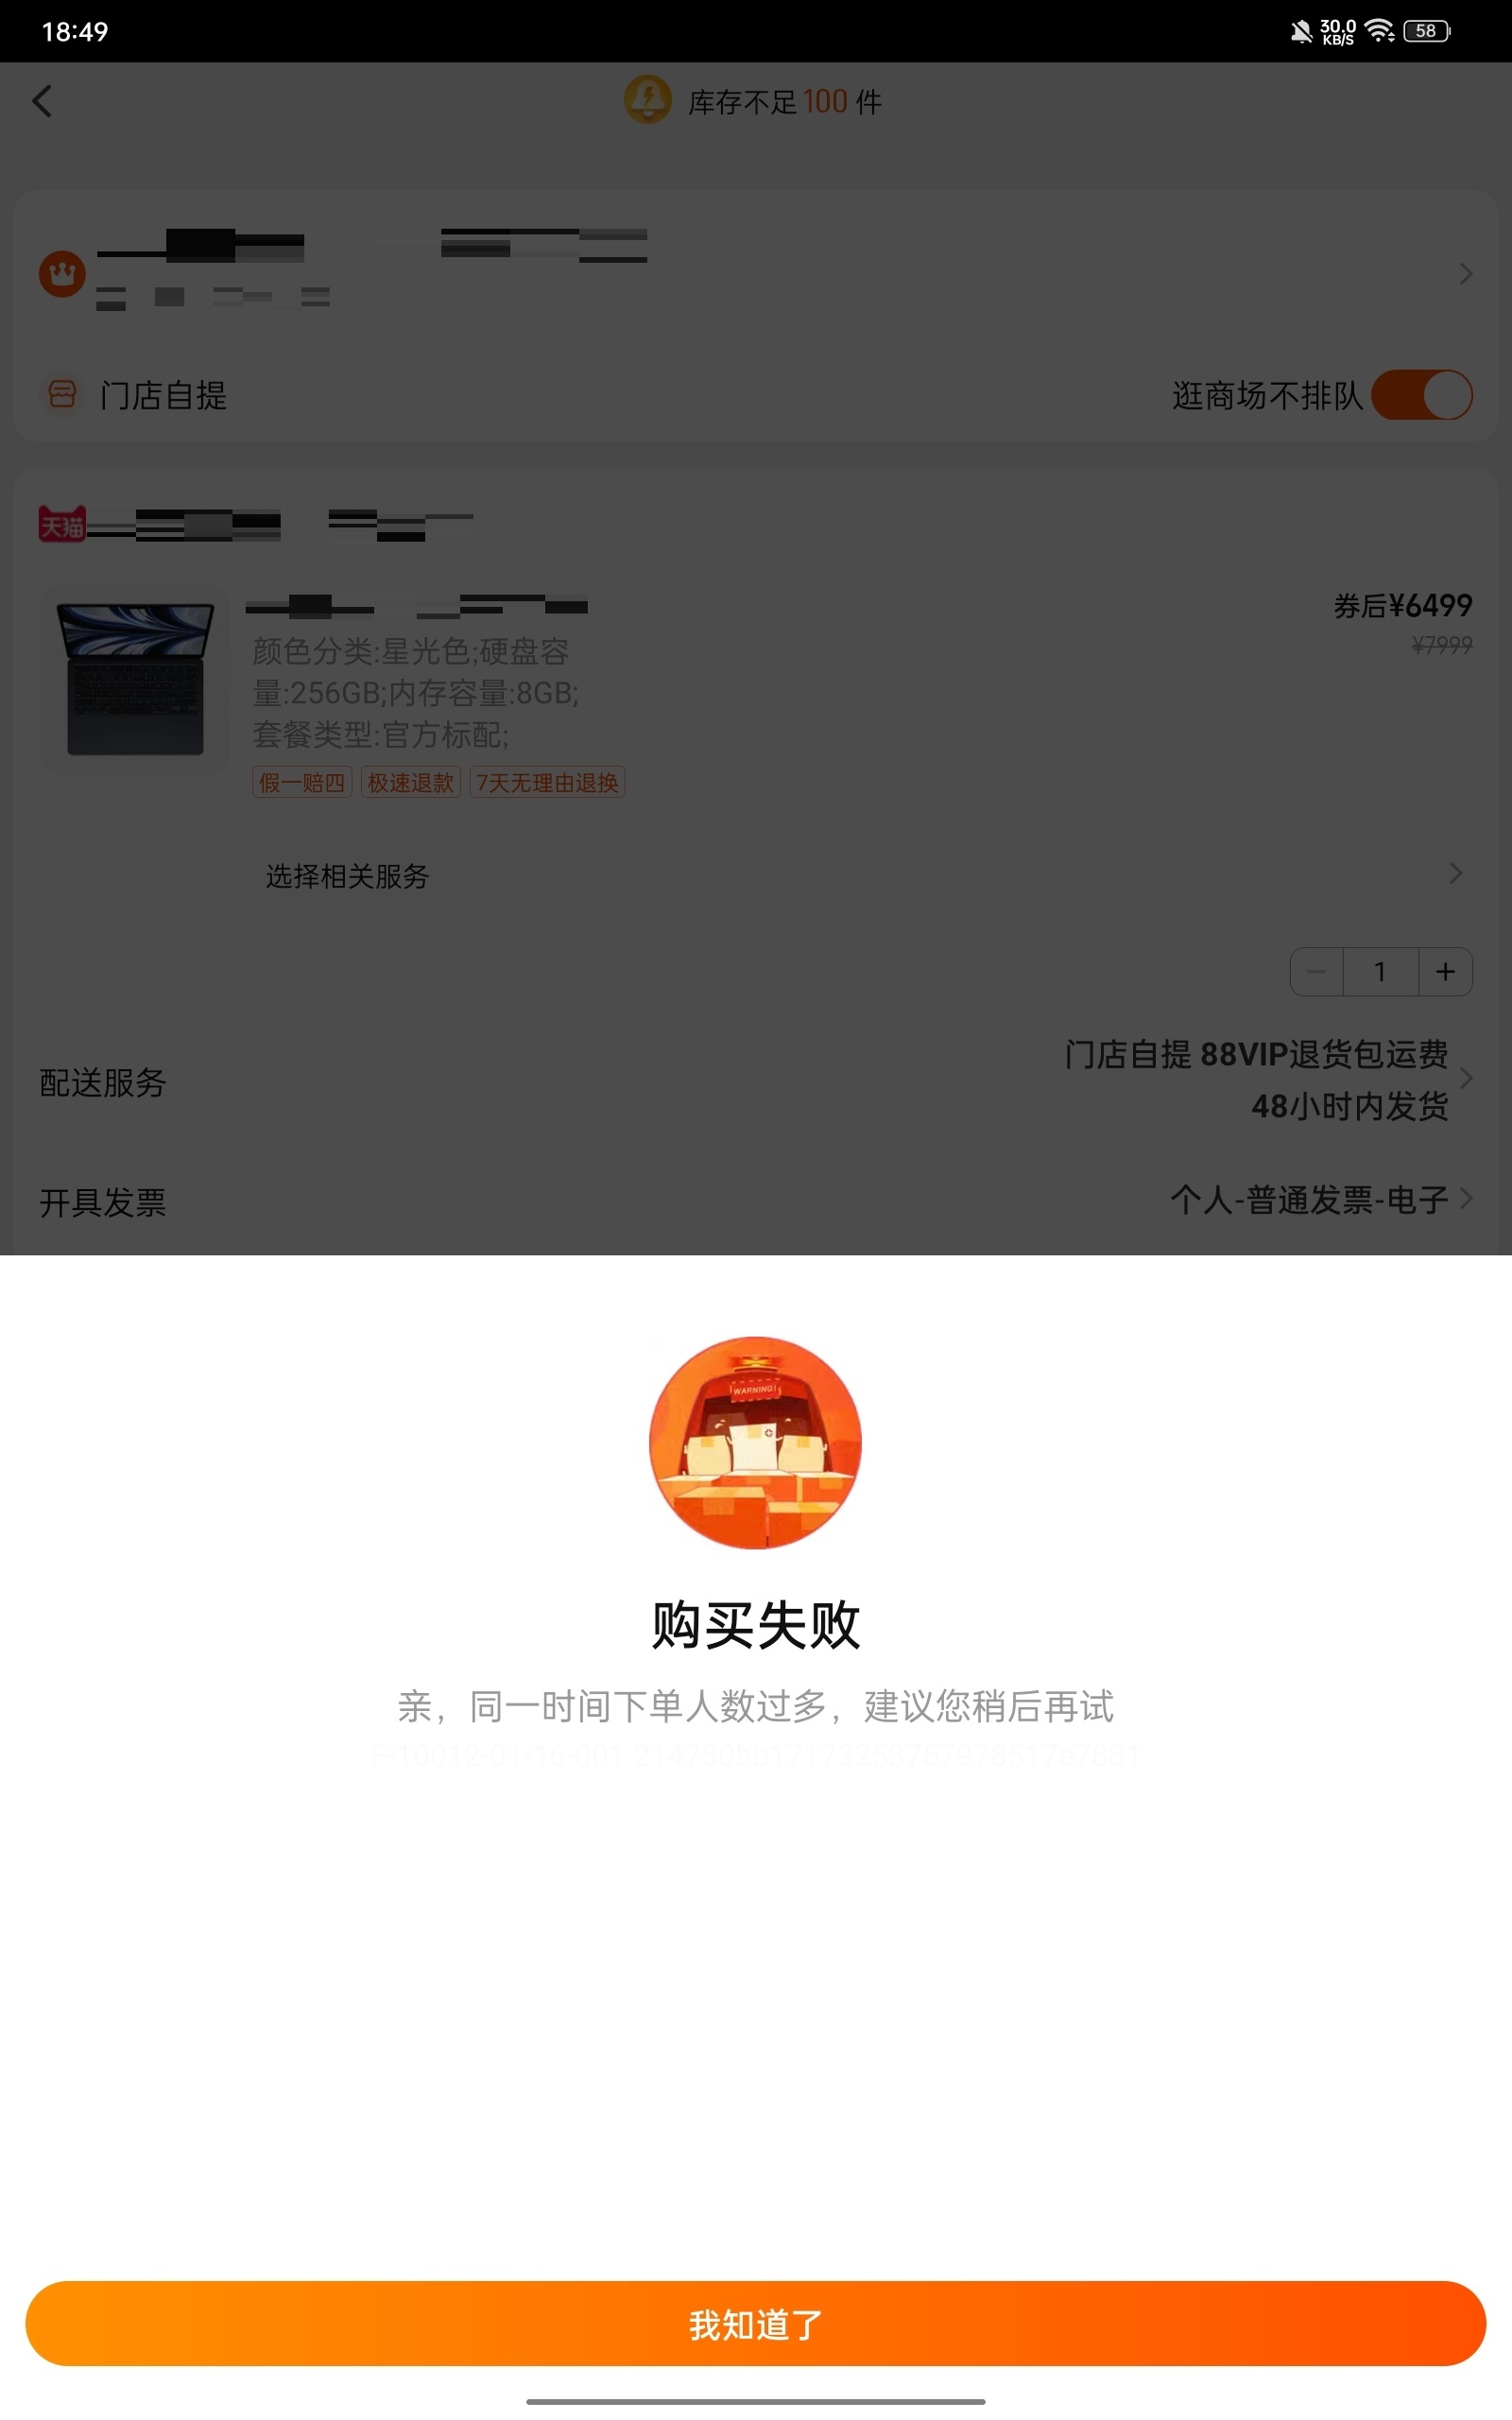 18:49
30.0
KB/S
58
库存不足 100 件
门店自提
逛商场不排队
天猫
券后¥6499
¥7999
颜色分类:星光色;硬盘容
量:256GB;内存容量:8GB;
套餐类型:官方标配;
假一赔四 极速退款 7天无理由退换
选择相关服务
1
配送服务
门店自提 88VIP退货包运费
48小时内发货
开具发票
个人-普通发票-电子
WARNING!
购买失败
亲，同一时间下单人数过多，建议您稍后再试
F-10012-01-16-001 214780bb17173253767978517e7881
我知道了